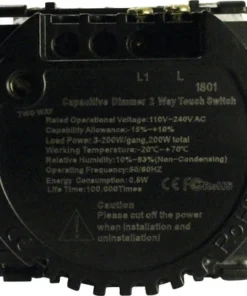 L1 L 1801
Capacitive Dimmer 2 Way Touch Switch
TWO WAY
Rated Operational Voltage: 110V-240V AC
Capability Allowance: -15%-+10%
Load Power: 3-200W/gang, 200W total
Working Temperature: -20°C-+70°C
Relative Humidity: 10%-93%(Non-Condensing)
Operating Frequency: 50/60HZ
Energy Consumption: 0.8W
Life Time: 100,000Times
CE RoHS
Caution
Please cut off the power
when installation and
uninstallation!